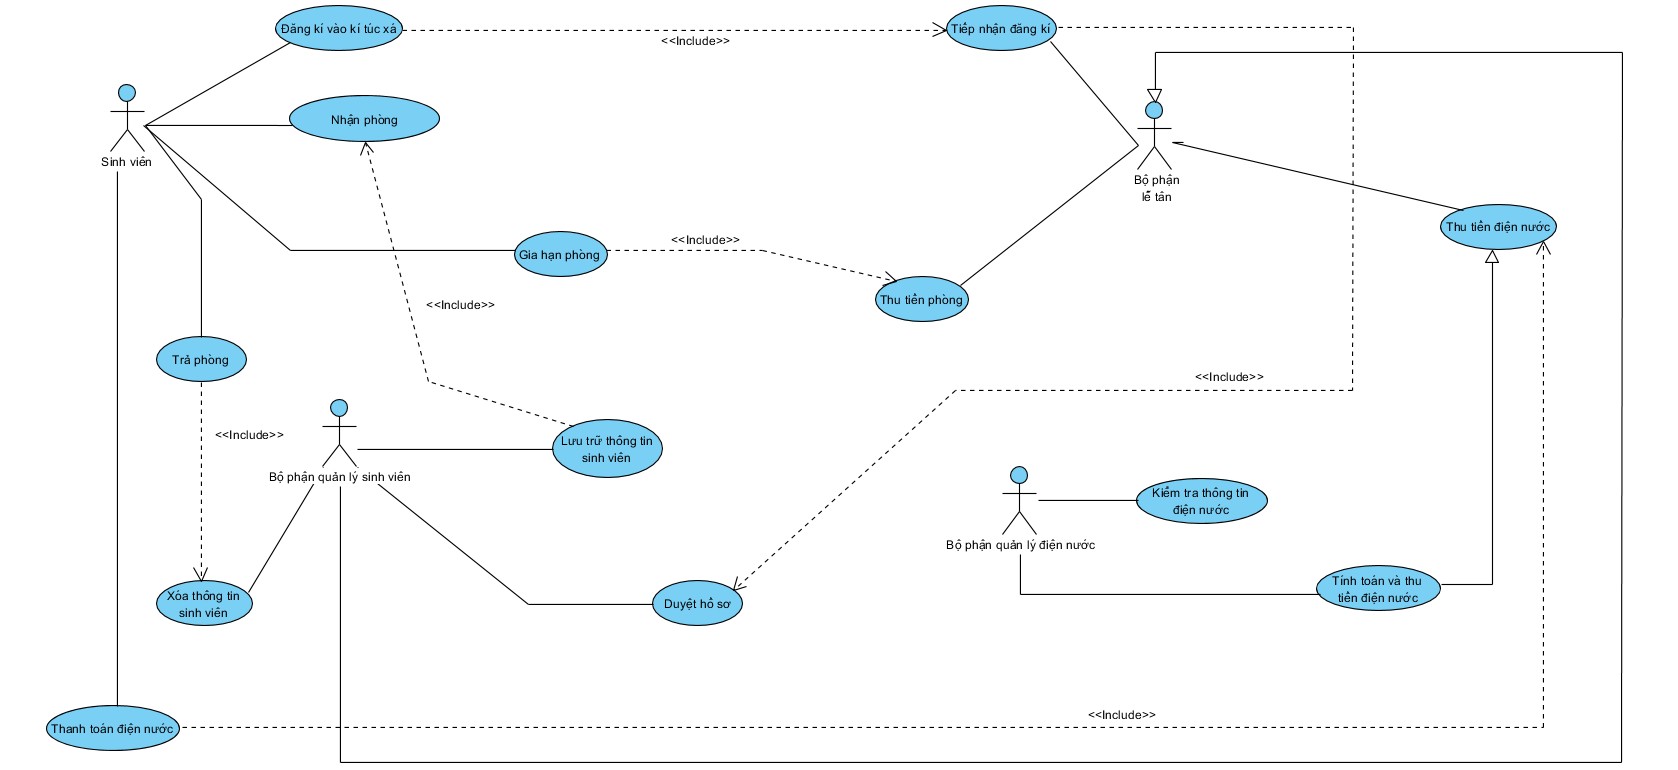 Đăng kí vào kí túc xá
<<Include>>
Tiếp nhận đăng kí
Nhận phòng
Sinh viên
Bộ phận
lễ tân
Thu tiền điện nước
<<Include>>
Gia hạn phòng
Thu tiền phòng
<<Include>>
Trả phòng
<<Include>>
<<Include>>
Lưu trữ thông tin
sinh viên
Bộ phận quản lý sinh viên
Kiểm tra thông tin
điện nước
Bộ phận quản lý điện nước
Tính toán và thu
tiền điện nước
Xóa thông tin
sinh viên
Duyệt hồ sơ
<<Include>>
Thanh toán điện nước